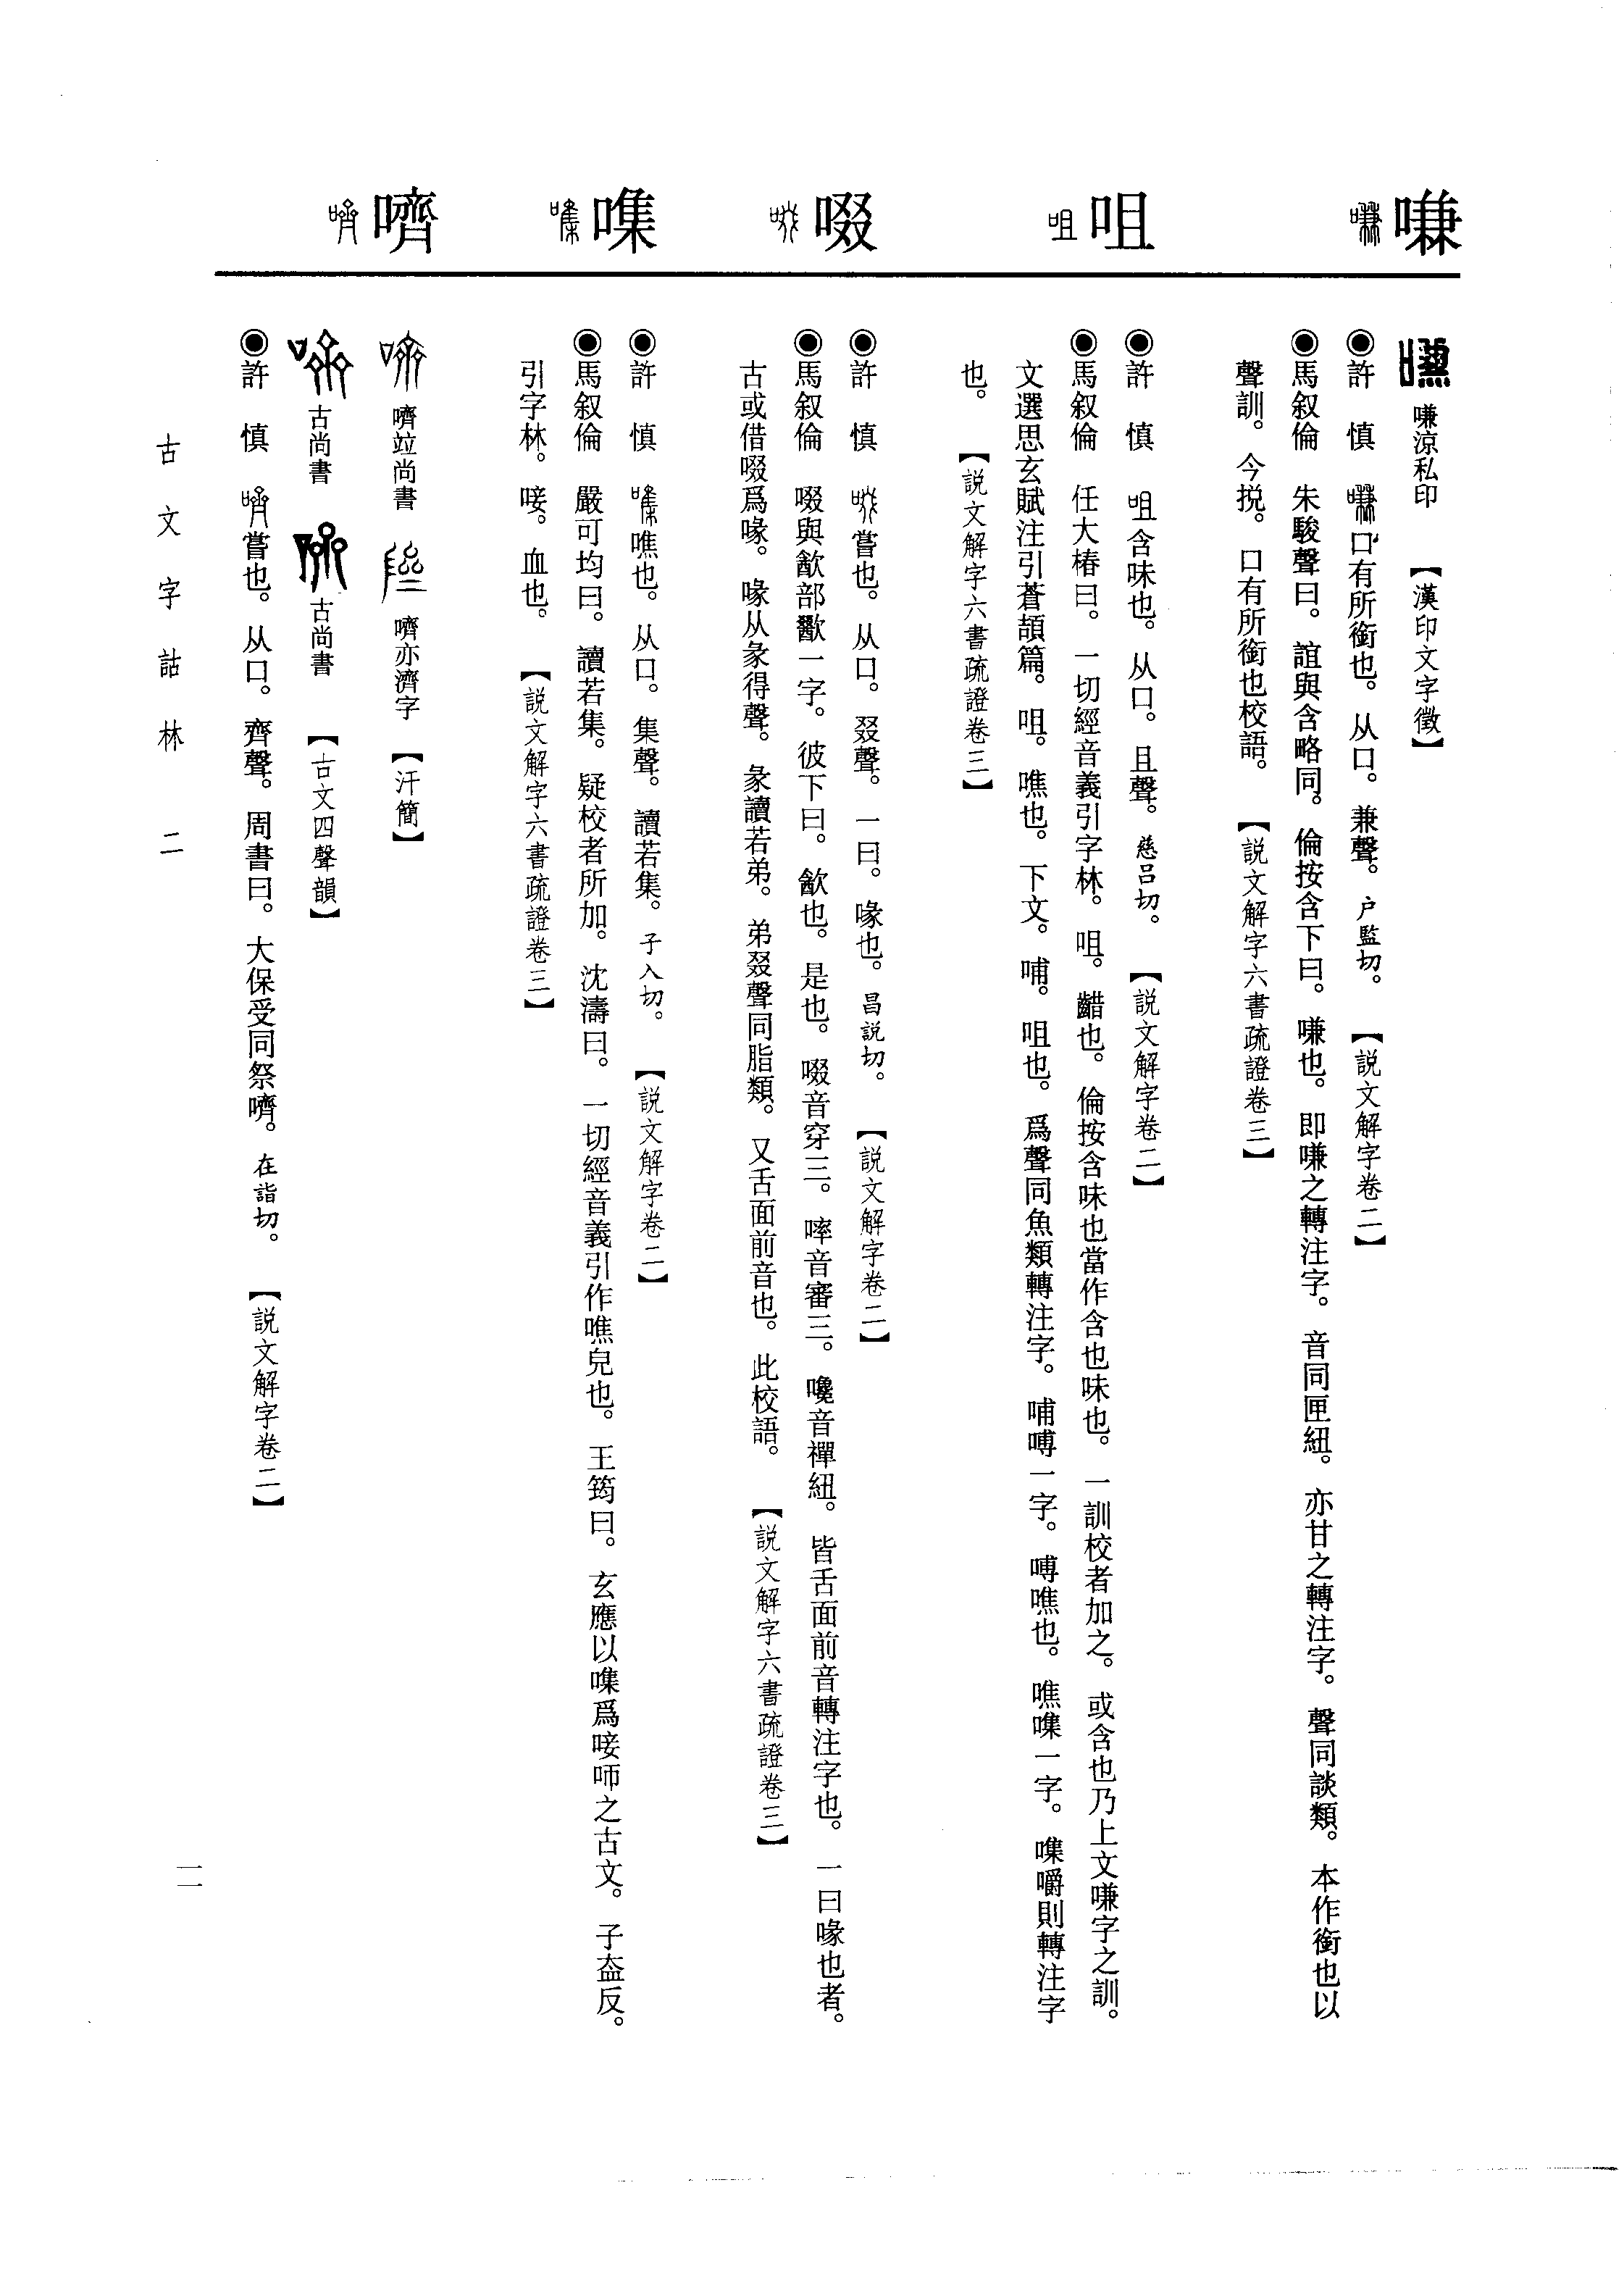 嗛
咀
啜
㗱
嚌
嗛涼私印　【漢印文字徵】
◉許　慎　口有所銜也。从口。兼聲。户監切。【説文解字卷二】
◉馬叙倫　朱駿聲曰。誼與含略同。倫按含下曰。嗛也。即嗛之轉注字。音同匣紐。亦甘之轉注字。聲同談類。本作銜也以
聲訓。今挩。口有所銜也校語。【説文解字六書疏證卷三】
◉許　慎　含味也。从口。且聲。慈吕切。【説文解字卷二】
◉馬叙倫　任大椿曰。一切經音義引字林。咀。齰也。倫按含味也當作含也味也。一訓校者加之。或含也乃上文嗛字之訓。
文選思玄賦注引蒼頡篇。咀。噍也。下文。哺。咀也。爲聲同魚類轉注字。哺嚩一字。嚩噍也。噍㗱一字。㗱嚼則轉注字
也。【説文解字六書疏證卷三】
◉許　慎　嘗也。从口。叕聲。一曰。喙也。昌説切。【説文解字卷二】
◉馬叙倫　啜與歠部歠一字。彼下曰。歙也。是也。啜音穿三。啐音審三。嚵音禪紐。皆舌面前音轉注字也。一曰喙也者。
古或借啜爲喙。喙从彖得聲。彖讀若弟。弟叕聲同脂類。又舌面前音也。此校語。【説文解字六書疏證卷三】
◉許　慎　噍也。从口。集聲。讀若集。子入切。【説文解字卷二】
◉馬叙倫　嚴可均曰。讀若集。疑校者所加。沈濤曰。一切經音義引作噍皃也。王筠曰。玄應以㗱爲唼咂之古文。子盍反。
引字林。唼。血也。【説文解字六書疏證卷三】
嚌竝尚書　嚌亦濟字　【汗簡】
古尚書　古尚書　【古文四聲韻】
◉許　慎　嘗也。从口。齊聲。周書曰。大保受同祭嚌。在詣切。【説文解字卷二】
古文字詁林　二
一一